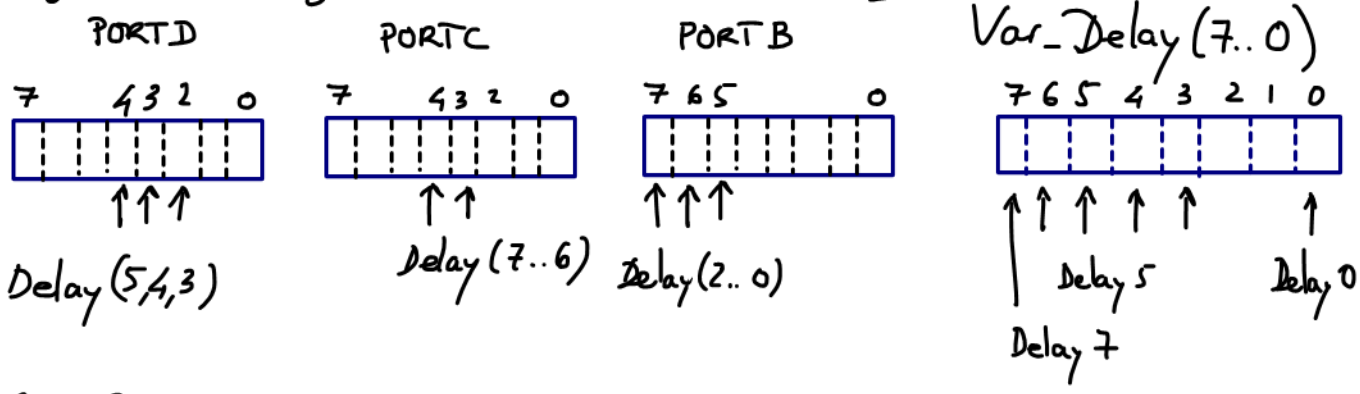 PORTD PORTC PORTB Var_Delay(7..0)
7 4 3 2 0 7 4 3 2 0 7 6 5 0 7 6 5 4 3 2 1 0
Delay(5,4,3) Delay(7..6) Delay(2..0) Delay 5 Delay 0
Delay 7